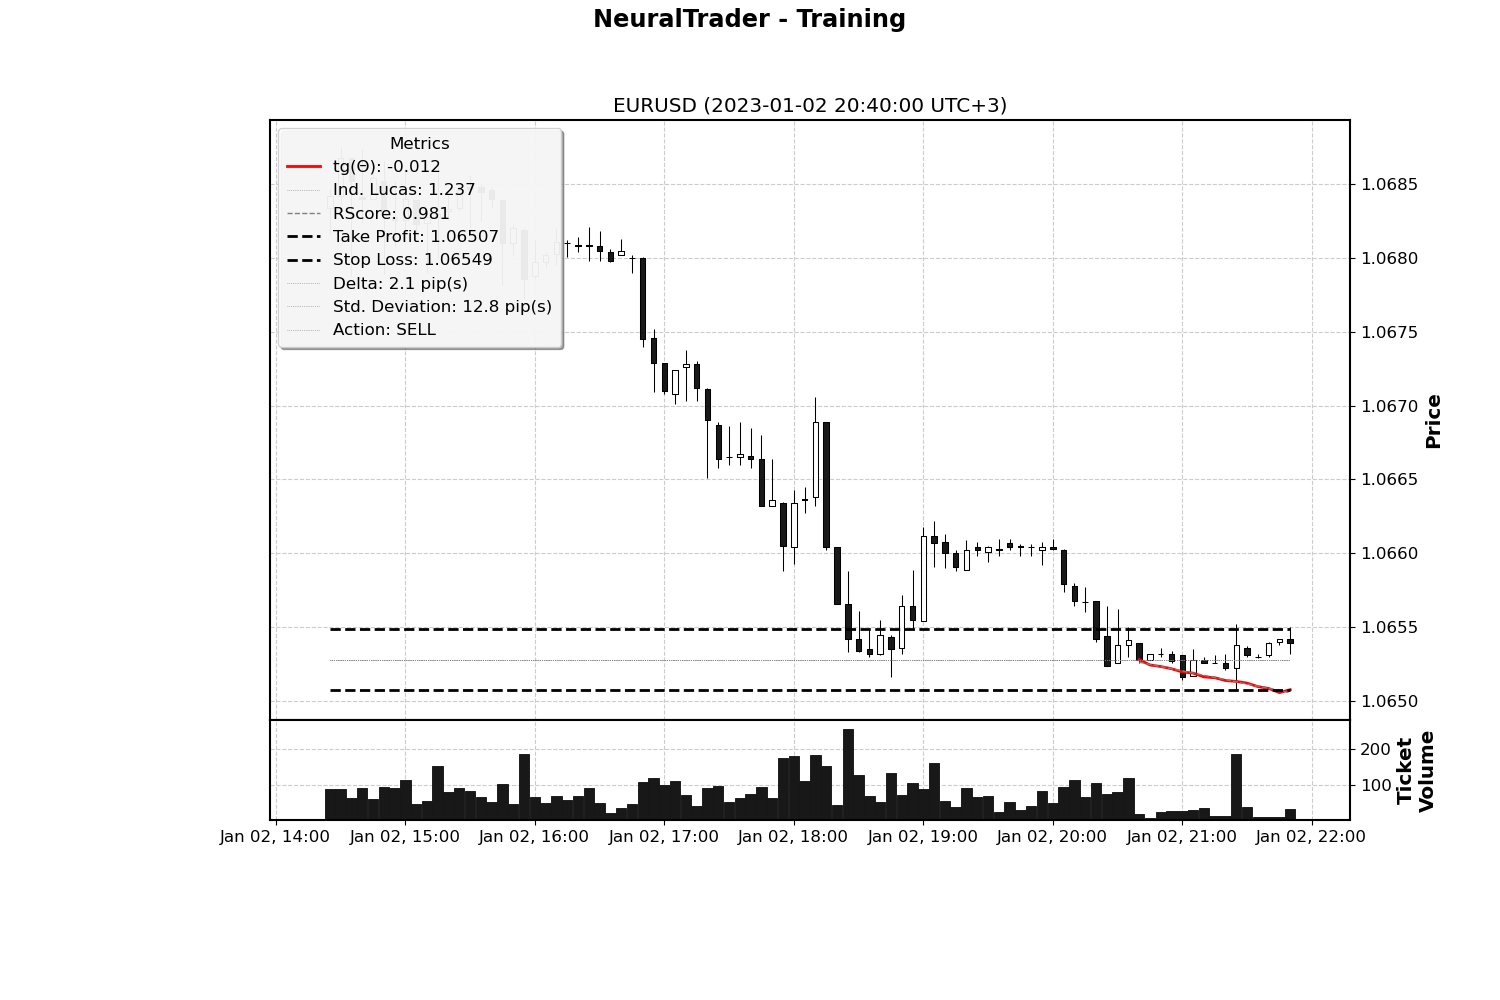 NeuralTrader - Training
EURUSD (2023-01-02 20:40:00 UTC+3)
Metrics
tg(Θ): -0.012
Ind. Lucas: 1.237
RScore: 0.981
Take Profit: 1.06507
Stop Loss: 1.06549
Delta: 2.1 pip(s)
Std. Deviation: 12.8 pip(s)
Action: SELL
1.0685
1.0680
1.0675
1.0670
1.0665
1.0660
1.0655
1.0650
Price
200
100
Ticket
Volume
Jan 02, 14:00 Jan 02, 15:00 Jan 02, 16:00 Jan 02, 17:00 Jan 02, 18:00 Jan 02, 19:00 Jan 02, 20:00 Jan 02, 21:00 Jan 02, 22:00